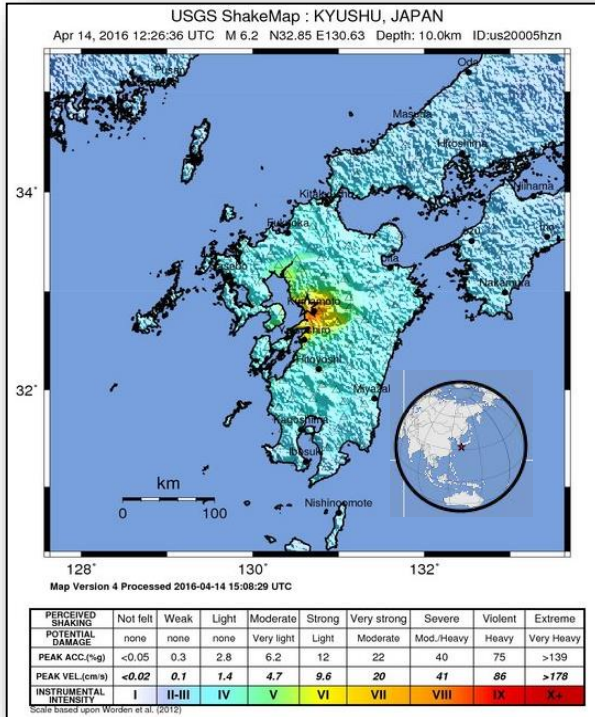 USGS ShakeMap : KYUSHU, JAPAN
Apr 14, 2016 12:26:36 UTC M 6.2 N32.85 E130.63 Depth: 10.0km ID:us20005hzn
Oda
Masuda
Hiroshima
34°
Niihama
Fukuoka
Nakamura
Kumamoto
Hitoyoshi
32°
Miyazaki
Kagoshima
Ibusuki
km
0 100
Nishinoomote
128° 130° 132°
Map Version 4 Processed 2016-04-14 15:08:29 UTC
PERCEIVED SHAKING Not felt Weak Light Moderate Strong Very strong Severe Violent Extreme
POTENTIAL DAMAGE none none none Very light Light Moderate Mod./Heavy Heavy Very Heavy
PEAK ACC.(%g) <0.05 0.3 2.8 6.2 12 22 40 75 >139
PEAK VEL.(cm/s) <0.02 0.1 1.4 4.7 9.6 20 41 86 >178
INSTRUMENTAL INTENSITY I II-III IV V VI VII VIII IX X+
Scale based upon Worden et al. (2012)